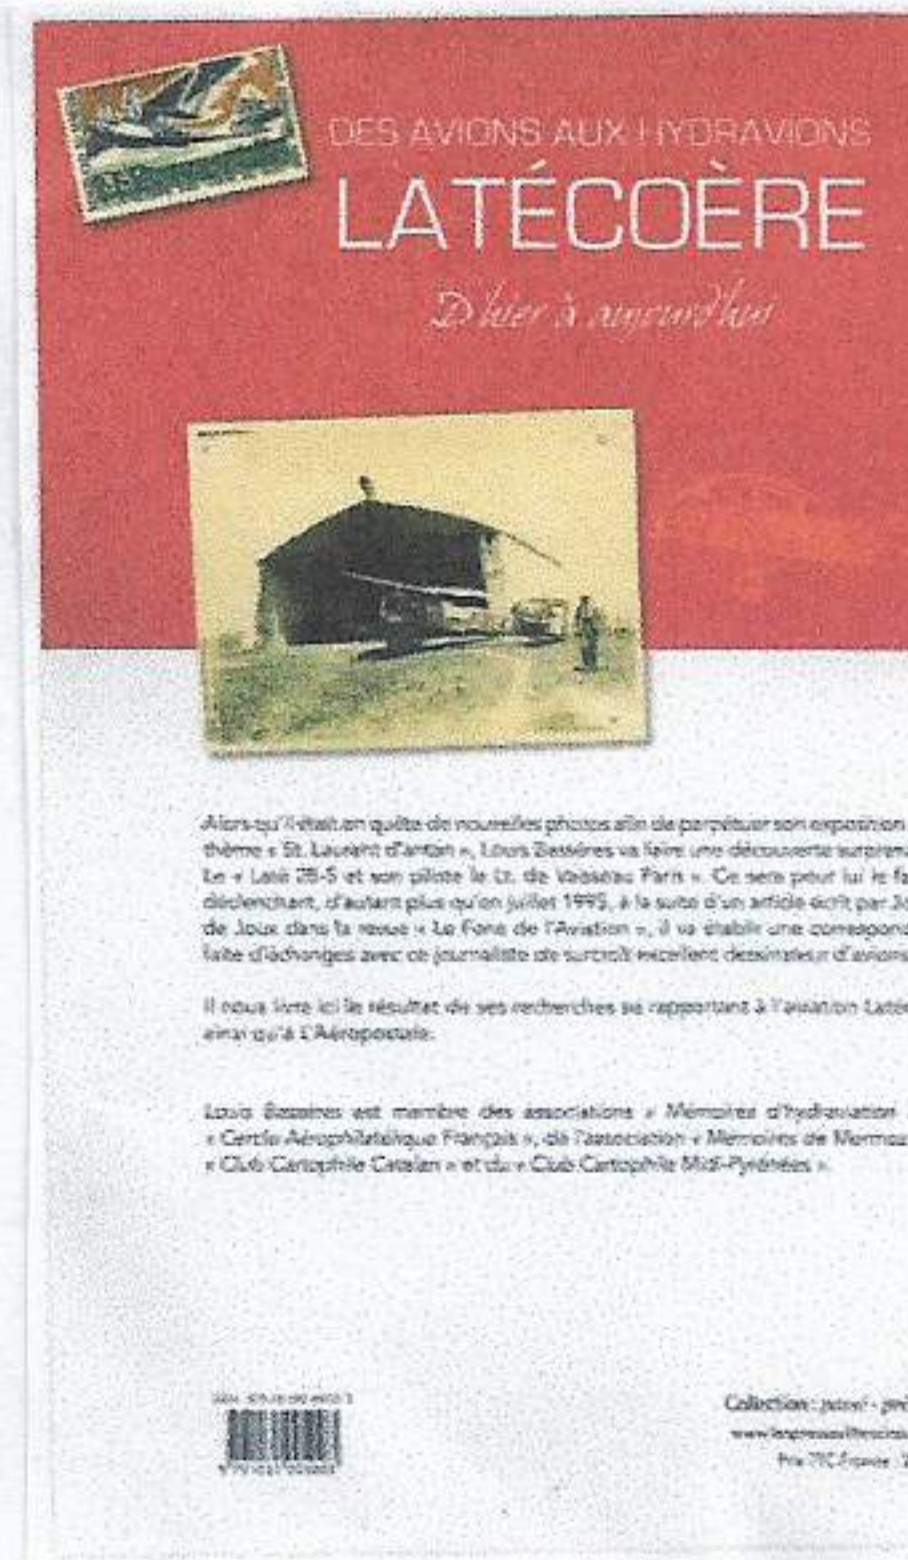 DES AVIONS AUX HYDRAVIONS
LATÉCOÈRE
D'hier à aujourd'hui
Alors qu'il était en quête de nouvelles photos afin de perpétuer son exposition
thème « St. Laurent d'antan », Louis Bassères va faire une découverte
Le « Laté 28-5 et son pilote le Lt. de Vaisseau Paris ». Ce sera pour lui le
déclenchant, d'autant plus qu'en juillet 1995, à la suite d'un article écrit par
de Joux dans la revue « Le Fana de l'Aviation », il va établir une
faite d'échanges avec ce journaliste de surcroît excellent dessinateur d'avions
Il nous livre ici le résultat de ses recherches se rapportant à l'aviation
ainsi qu'à L'Aéropostale.
Louis Bassères est membre des associations « Mémoires d'hydraviation
« Cercle Aérophilatélique Français », de l'association « Mémoires de
« Club Cartophile Catalan » et du « Club Cartophile Midi-Pyrénées ».
Collection :
Prix TTC France :